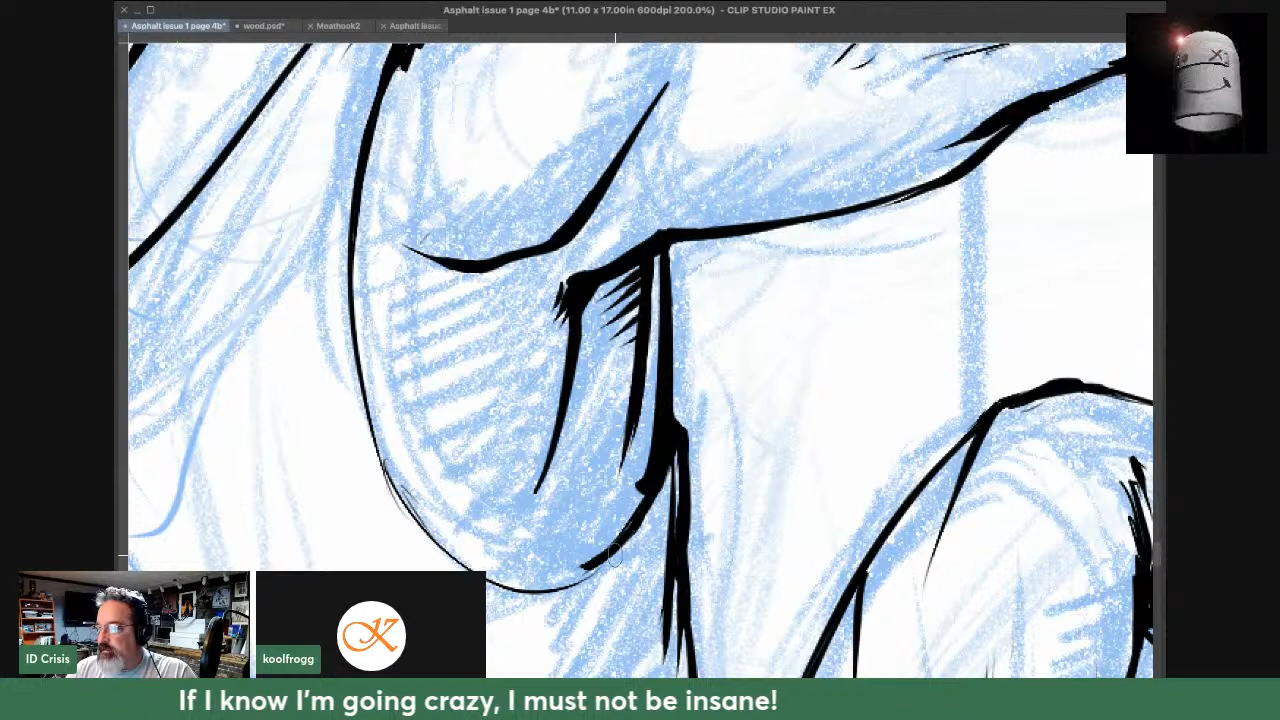 Asphalt issue 1 page 4b* (11.00 x 17.00in 600dpi 200.0%) - CLIP STUDIO PAINT EX
Asphalt issue 1 page 4b* wood.psd* Meathook2 Asphalt issue
K
ID Crisis koolfrogg
If I know I'm going crazy, I must not be insane!